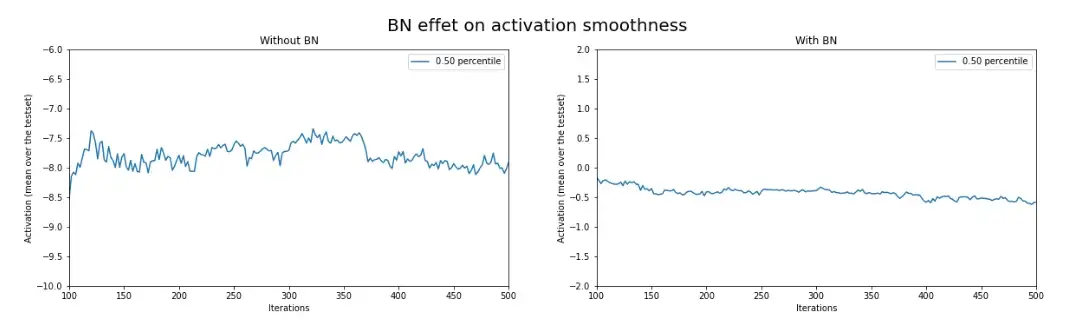 BN effet on activation smoothness
Without BN
0.50 percentile
Activation (mean over the testset)
−6.0
−6.5
−7.0
−7.5
−8.0
−8.5
−9.0
−9.5
−10.0
100 150 200 250 300 350 400 450 500
Iterations
With BN
0.50 percentile
Activation (mean over the testset)
2.0
1.5
1.0
0.5
0.0
−0.5
−1.0
−1.5
−2.0
100 150 200 250 300 350 400 450 500
Iterations